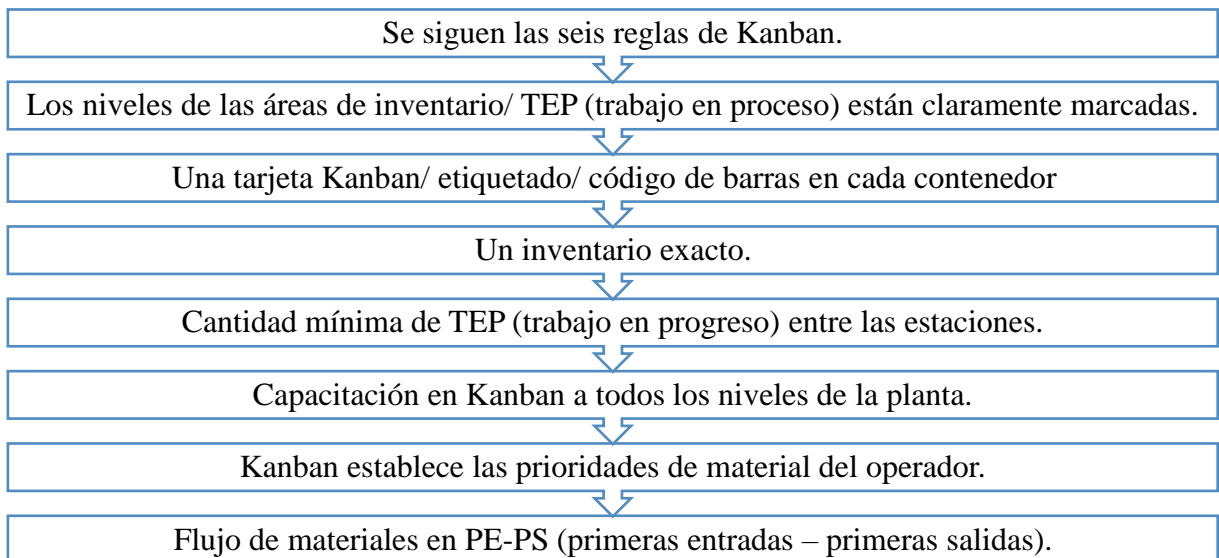 Se siguen las seis reglas de Kanban.
Los niveles de las áreas de inventario/ TEP (trabajo en proceso) están claramente marcadas.
Una tarjeta Kanban/ etiquetado/ código de barras en cada contenedor
Un inventario exacto.
Cantidad mínima de TEP (trabajo en progreso) entre las estaciones.
Capacitación en Kanban a todos los niveles de la planta.
Kanban establece las prioridades de material del operador.
Flujo de materiales en PE-PS (primeras entradas – primeras salidas).